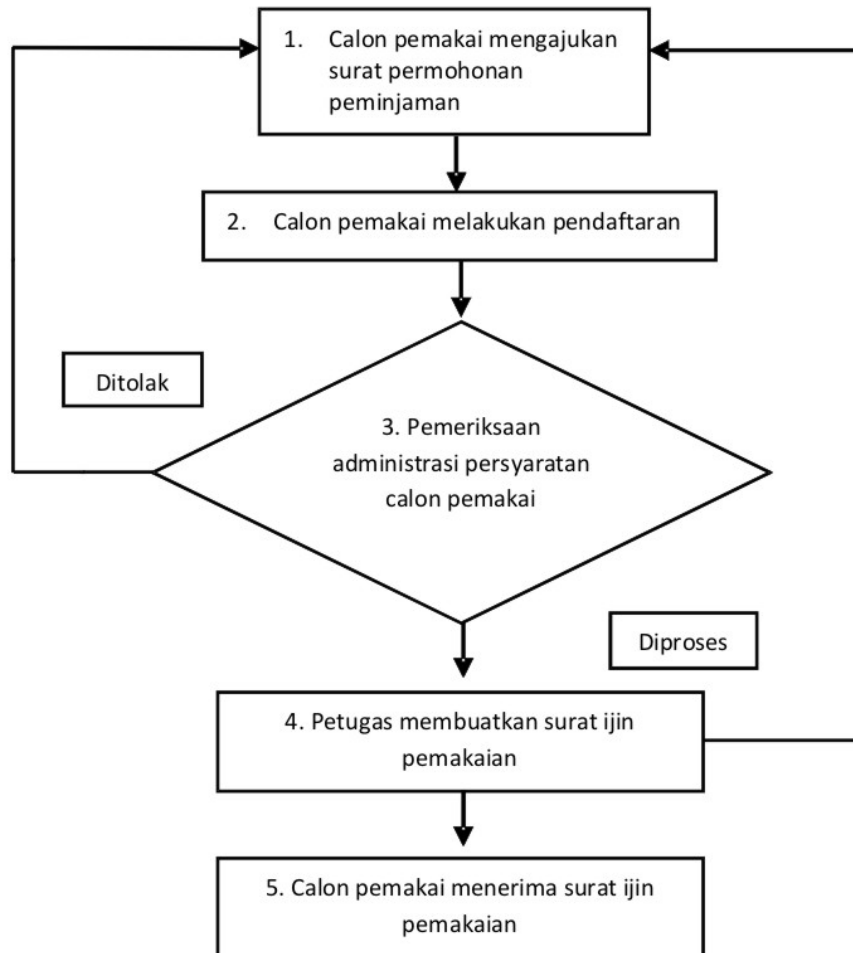 1. Calon pemakai mengajukan
surat permohonan
peminjaman
2. Calon pemakai melakukan pendaftaran
Ditolak
3. Pemeriksaan
administrasi persyaratan
calon pemakai
Diproses
4. Petugas membuatkan surat ijin
pemakaian
5. Calon pemakai menerima surat ijin
pemakaian